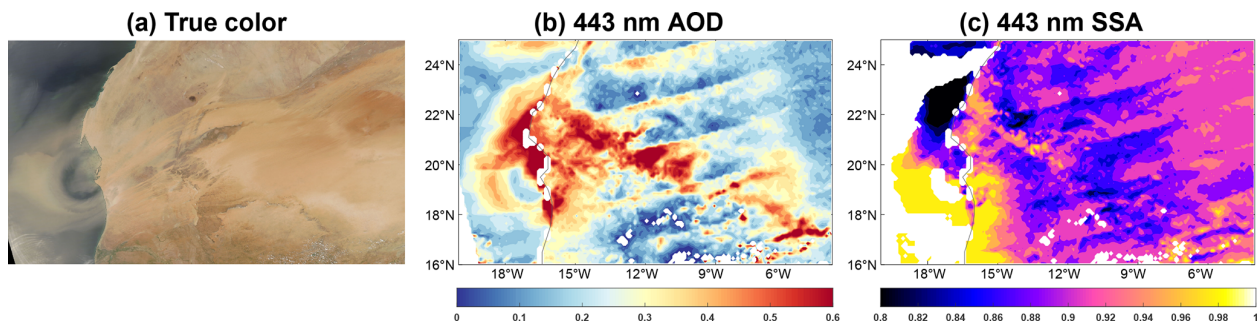 (a) True color
(b) 443 nm AOD
(c) 443 nm SSA
24°N
22°N
20°N
18°N
16°N
18°W 15°W 12°W 9°W 6°W
0 0.1 0.2 0.3 0.4 0.5 0.6
24°N
22°N
20°N
18°N
16°N
18°W 15°W 12°W 9°W 6°W
0.8 0.82 0.84 0.86 0.88 0.9 0.92 0.94 0.96 0.98 1